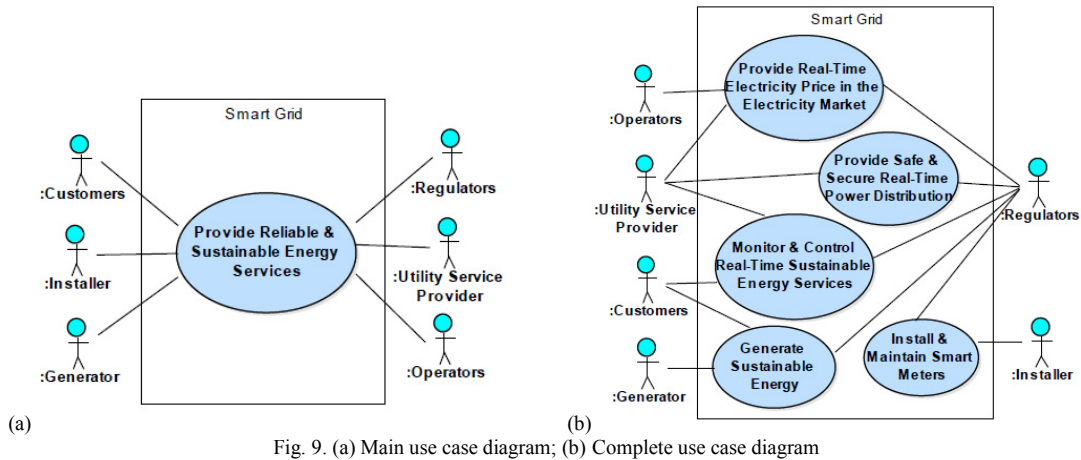 Smart Grid
:Customers
:Regulators
Provide Reliable &
Sustainable Energy
Services
:Installer
:Utility Service
Provider
:Generator
:Operators
(a)
Smart Grid
Provide Real-Time
Electricity Price in the
Electricity Market
:Operators
Provide Safe &
Secure Real-Time
Power Distribution
:Utility Service
Provider
:Regulators
Monitor & Control
Real-Time Sustainable
Energy Services
:Customers
Generate
Sustainable
Energy
Install &
Maintain Smart
Meters
:Generator
:Installer
(b)
Fig. 9. (a) Main use case diagram; (b) Complete use case diagram